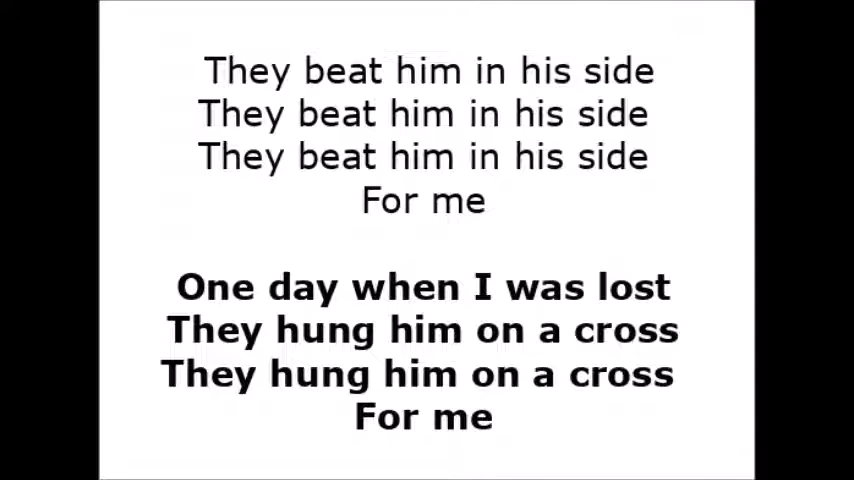 They beat him in his side
They beat him in his side
They beat him in his side
For me
One day when I was lost
They hung him on a cross
They hung him on a cross
For me